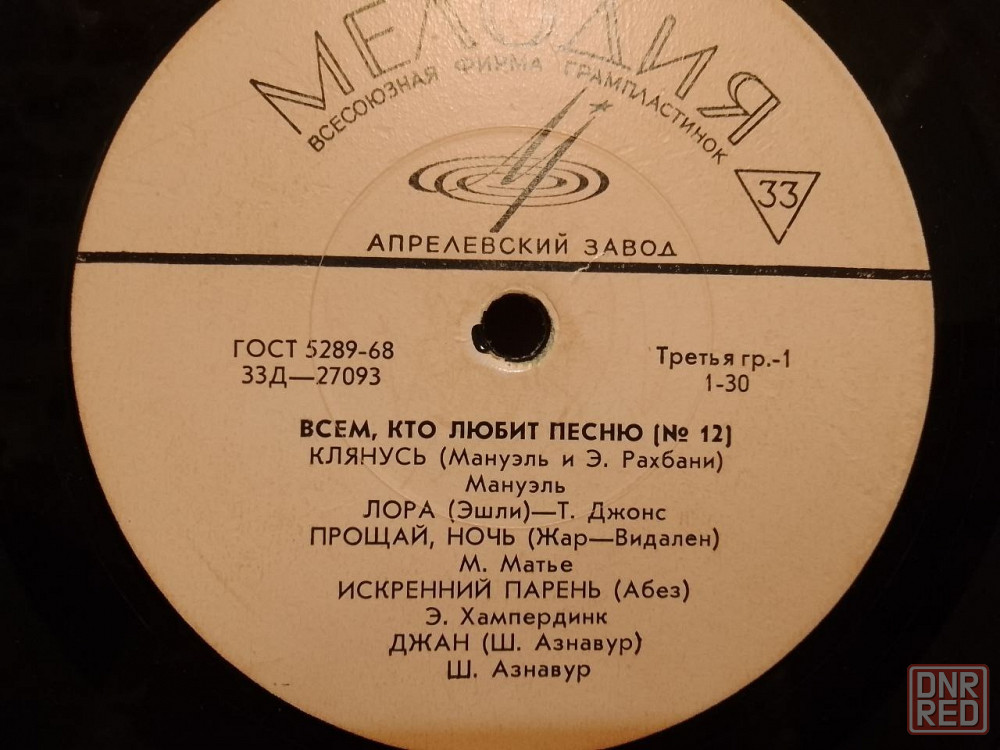 МЕЛОДИЯ
ВСЕСОЮЗНАЯ ФИРМА ГРАМПЛАСТИНОК
33
АПРЕЛЕВСКИЙ ЗАВОД
ГОСТ 5289-68
33Д—27093
Третья гр.-1
1-30
ВСЕМ, КТО ЛЮБИТ ПЕСНЮ (№ 12)
КЛЯНУСЬ (Мануэль и Э. Рахбани)
Мануэль
ЛОРА (Эшли)—Т. Джонс
ПРОЩАЙ, НОЧЬ (Жар—Видален)
М. Матье
ИСКРЕННИЙ ПАРЕНЬ (Абез)
Э. Хампердинк
ДЖАН (Ш. Азнавур)
Ш. Азнавур
DNR
RED